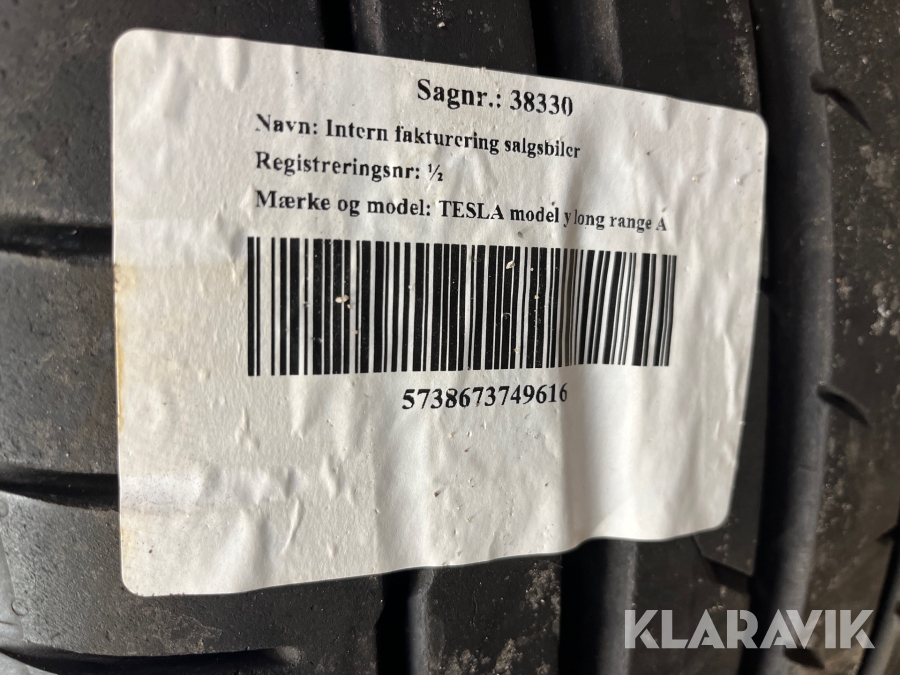 Sagnr.: 38330
Navn: Intern fakturering salgsbiler
Registreringsnr: ½
Mærke og model: TESLA model y long range A
5738673749616
KLARAVIK